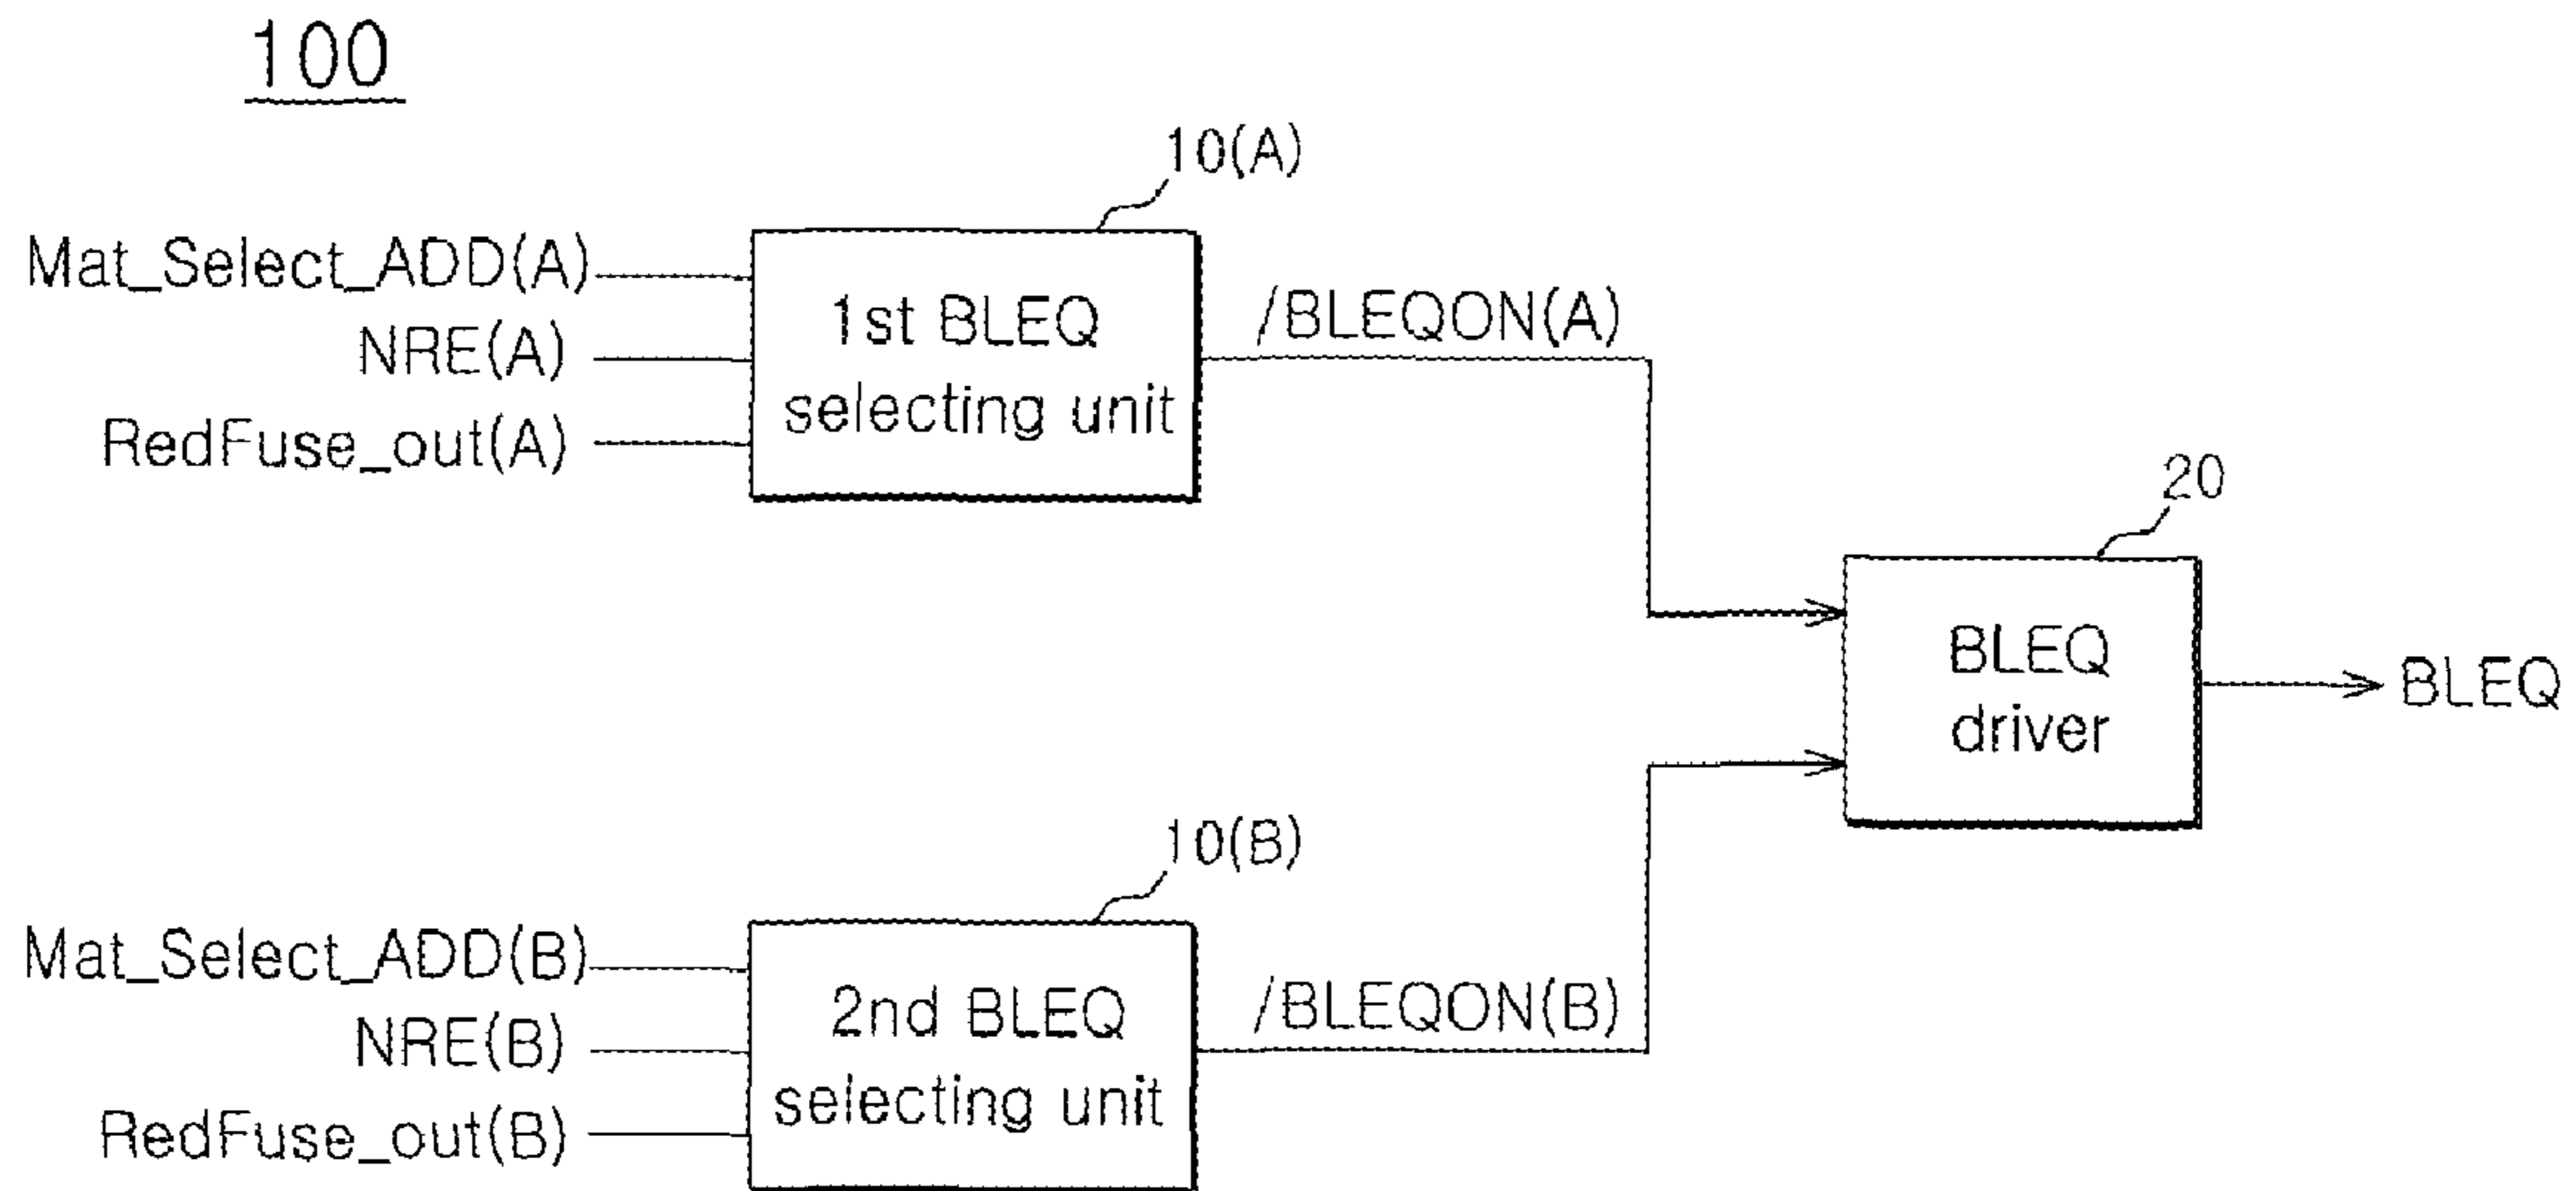 100
10(A)
Mat_Select_ADD(A)
NRE(A)
RedFuse_out(A)
1st BLEQ
selecting unit
/BLEQON(A)
20
BLEQ
driver
BLEQ
10(B)
Mat_Select_ADD(B)
NRE(B)
RedFuse_out(B)
2nd BLEQ
selecting unit
/BLEQON(B)